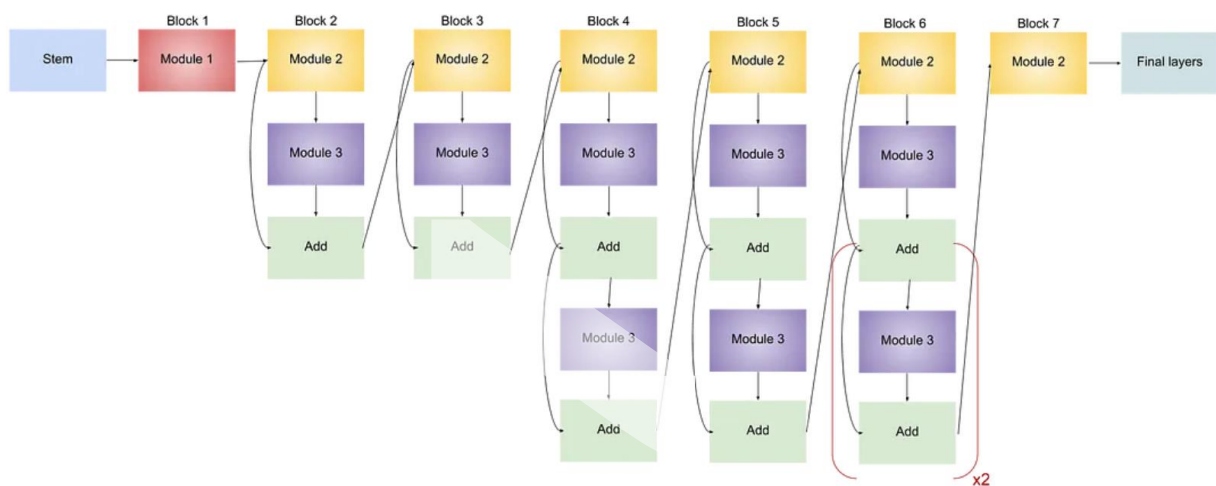 Block 1
Block 2
Block 3
Block 4
Block 5
Block 6
Block 7
Stem
Module 1
Module 2
Module 2
Module 2
Module 2
Module 2
Module 2
Final layers
Module 3
Module 3
Module 3
Module 3
Module 3
Add
Add
Add
Add
Add
Module 3
Module 3
Module 3
Add
Add
Add
x2